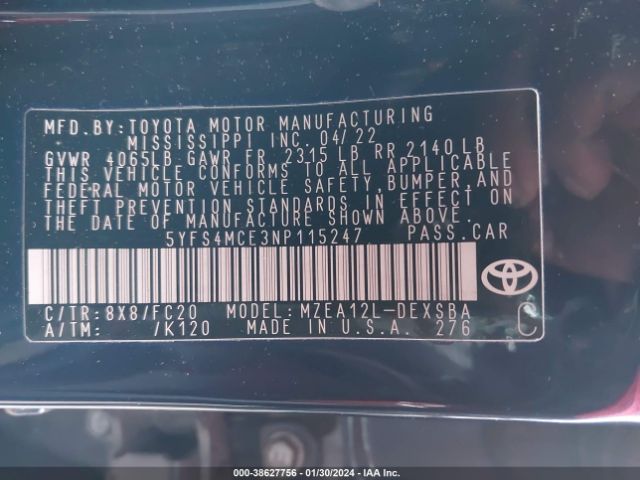 MFD. BY: TOYOTA MOTOR MANUFACTURING
MISSISSIPPI INC. 04/22
GVWR 4065LB GAWR FR 2315 LB RR 2140 LB
THIS VEHICLE CONFORMS TO ALL APPLICABLE
FEDERAL MOTOR VEHICLE SAFETY, BUMPER, AND
THEFT PREVENTION STANDARDS IN EFFECT ON
THE DATE OF MANUFACTURE SHOWN ABOVE.
5YFS4MCE3NP115247 PASS.CAR
C/TR: 8X8/FC20 MODEL: MZEA12L-DEXSBA
A/TM: /K120 MADE IN U.S.A. 276 C
000-38627756 - 01/30/2024 - IAA Inc.